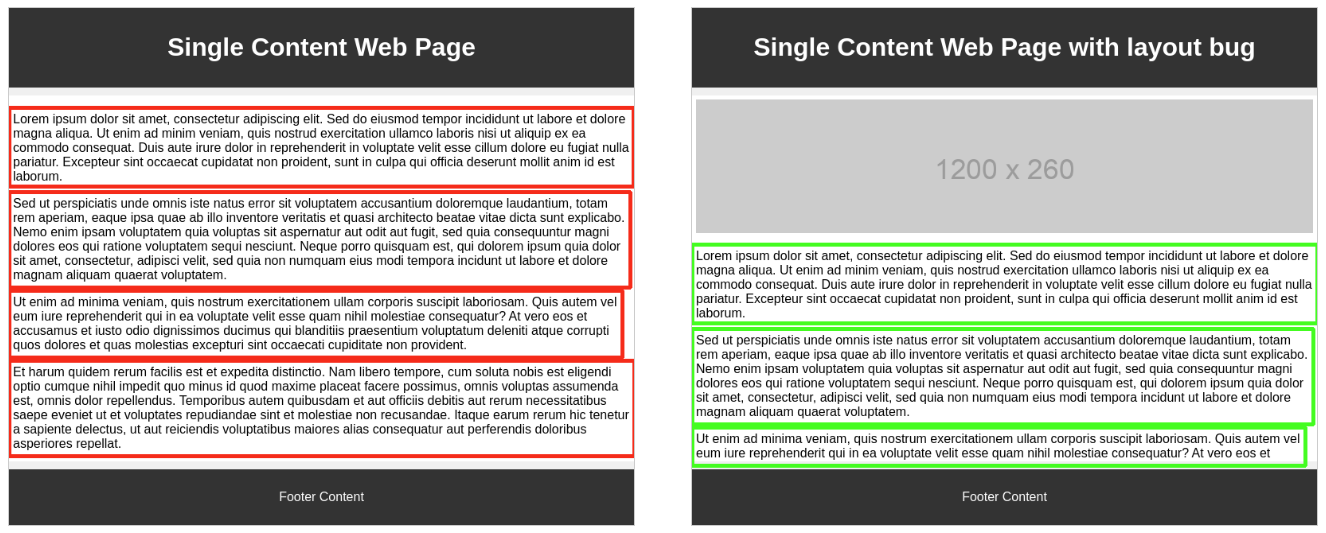 Single Content Web Page
Lorem ipsum dolor sit amet, consectetur adipiscing elit. Sed do eiusmod tempor incididunt ut labore et dolore
magna aliqua. Ut enim ad minim veniam, quis nostrud exercitation ullamco laboris nisi ut aliquip ex ea
commodo consequat. Duis aute irure dolor in reprehenderit in voluptate velit esse cillum dolore eu fugiat nulla
pariatur. Excepteur sint occaecat cupidatat non proident, sunt in culpa qui officia deserunt mollit anim id est
laborum.
Sed ut perspiciatis unde omnis iste natus error sit voluptatem accusantium doloremque laudantium, totam
rem aperiam, eaque ipsa quae ab illo inventore veritatis et quasi architecto beatae vitae dicta sunt explicabo.
Nemo enim ipsam voluptatem quia voluptas sit aspernatur aut odit aut fugit, sed quia consequuntur magni
dolores eos qui ratione voluptatem sequi nesciunt. Neque porro quisquam est, qui dolorem ipsum quia dolor
sit amet, consectetur, adipisci velit, sed quia non numquam eius modi tempora incidunt ut labore et dolore
magnam aliquam quaerat voluptatem.
Ut enim ad minima veniam, quis nostrum exercitationem ullam corporis suscipit laboriosam. Quis autem vel
eum iure reprehenderit qui in ea voluptate velit esse quam nihil molestiae consequatur? At vero eos et
accusamus et iusto odio dignissimos ducimus qui blanditiis praesentium voluptatum deleniti atque corrupti
quos dolores et quas molestias excepturi sint occaecati cupiditate non provident.
Et harum quidem rerum facilis est et expedita distinctio. Nam libero tempore, cum soluta nobis est eligendi
optio cumque nihil impedit quo minus id quod maxime placeat facere possimus, omnis voluptas assumenda
est, omnis dolor repellendus. Temporibus autem quibusdam et aut officiis debitis aut rerum necessitatibus
saepe eveniet ut et voluptates repudiandae sint et molestiae non recusandae. Itaque earum rerum hic tenetur
a sapiente delectus, ut aut reiciendis voluptatibus maiores alias consequatur aut perferendis doloribus
asperiores repellat.
Footer Content
Single Content Web Page with layout bug
1200 x 260
Lorem ipsum dolor sit amet, consectetur adipiscing elit. Sed do eiusmod tempor incididunt ut labore et dolore
magna aliqua. Ut enim ad minim veniam, quis nostrud exercitation ullamco laboris nisi ut aliquip ex ea
commodo consequat. Duis aute irure dolor in reprehenderit in voluptate velit esse cillum dolore eu fugiat nulla
pariatur. Excepteur sint occaecat cupidatat non proident, sunt in culpa qui officia deserunt mollit anim id est
laborum.
Sed ut perspiciatis unde omnis iste natus error sit voluptatem accusantium doloremque laudantium, totam
rem aperiam, eaque ipsa quae ab illo inventore veritatis et quasi architecto beatae vitae dicta sunt explicabo.
Nemo enim ipsam voluptatem quia voluptas sit aspernatur aut odit aut fugit, sed quia consequuntur magni
dolores eos qui ratione voluptatem sequi nesciunt. Neque porro quisquam est, qui dolorem ipsum quia dolor
sit amet, consectetur, adipisci velit, sed quia non numquam eius modi tempora incidunt ut labore et dolore
magnam aliquam quaerat voluptatem.
Ut enim ad minima veniam, quis nostrum exercitationem ullam corporis suscipit laboriosam. Quis autem vel
eum iure reprehenderit qui in ea voluptate velit esse quam nihil molestiae consequatur? At vero eos et
Footer Content